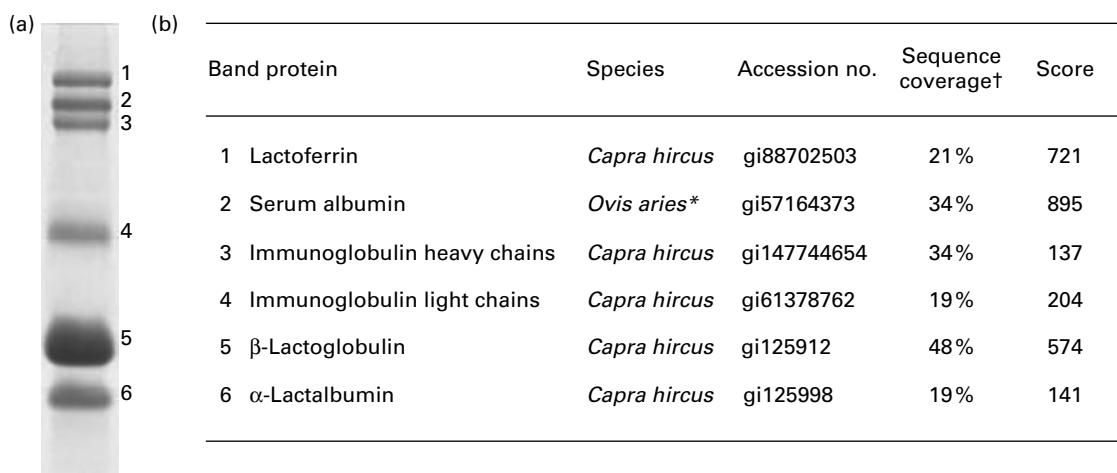 (a)
1
2
3
4
5
6
(b)
Band protein Species Accession no. Sequence coverage† Score
1 Lactoferrin Capra hircus gi88702503 21% 721
2 Serum albumin Ovis aries* gi57164373 34% 895
3 Immunoglobulin heavy chains Capra hircus gi147744654 34% 137
4 Immunoglobulin light chains Capra hircus gi61378762 19% 204
5 β-Lactoglobulin Capra hircus gi125912 48% 574
6 α-Lactalbumin Capra hircus gi125998 19% 141